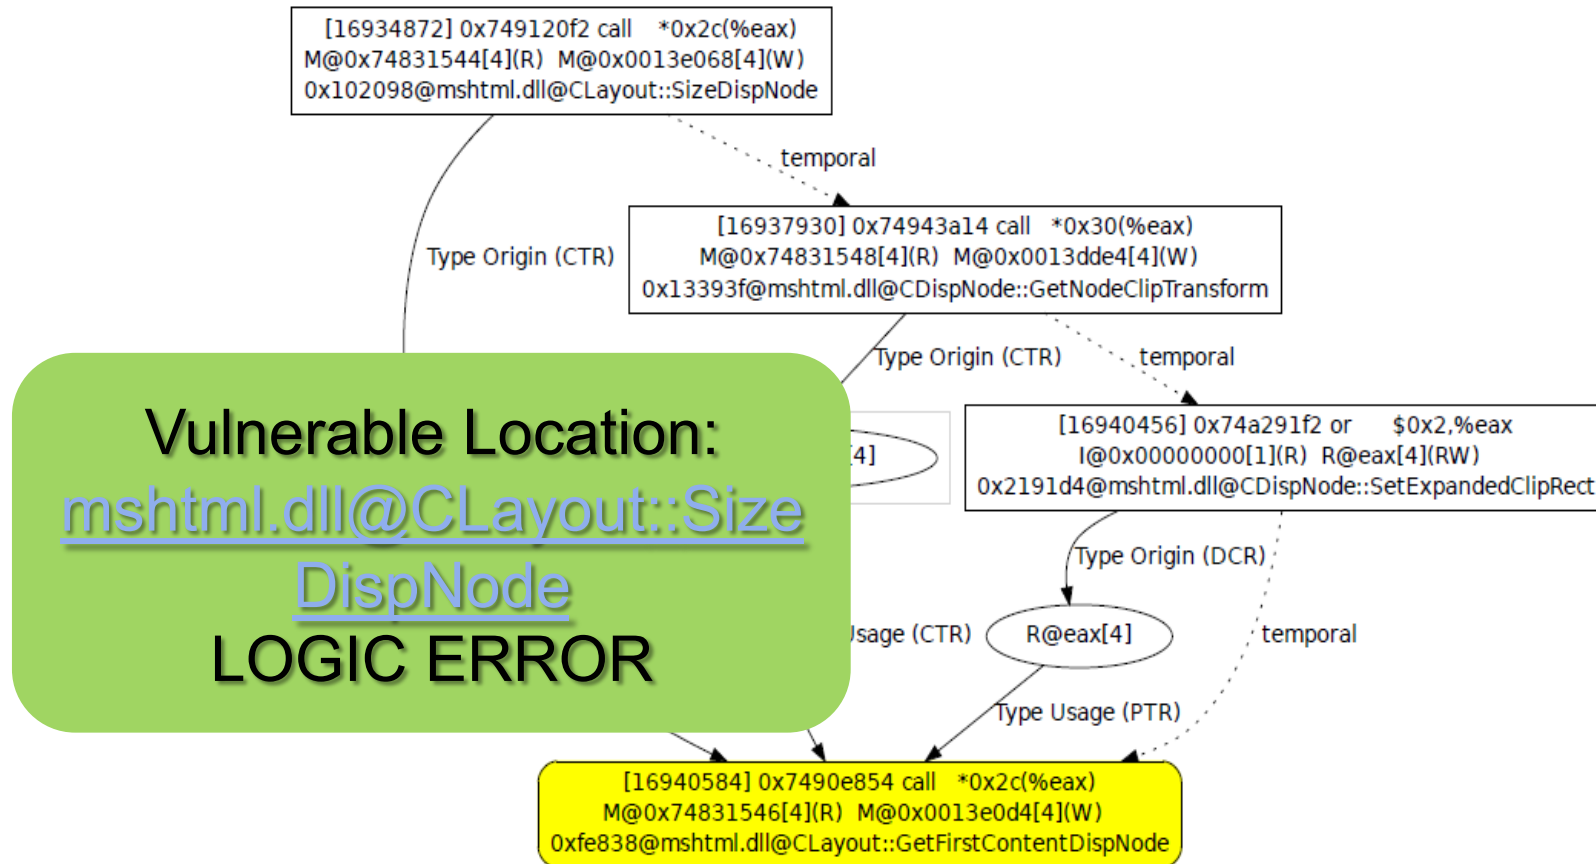 [16934872] 0x749120f2 call *0x2c(%eax)
M@0x74831544[4](R) M@0x0013e068[4](W)
0x102098@mshtml.dll@CLayout::SizeDispNode
temporal
[16937930] 0x74943a14 call *0x30(%eax)
M@0x74831548[4](R) M@0x0013dde4[4](W)
0x13393f@mshtml.dll@CDispNode::GetNodeClipTransform
Type Origin (CTR)
Type Origin (CTR)
temporal
Vulnerable Location:
mshtml.dll@CLayout::Size
DispNode
LOGIC ERROR
[4]
[16940456] 0x74a291f2 or $0x2,%eax
I@0x00000000[1](R) R@eax[4](RW)
0x2191d4@mshtml.dll@CDispNode::SetExpandedClipRect
Type Origin (DCR)
Usage (CTR)
R@eax[4]
temporal
Type Usage (PTR)
[16940584] 0x7490e854 call *0x2c(%eax)
M@0x74831546[4](R) M@0x0013e0d4[4](W)
0xfe838@mshtml.dll@CLayout::GetFirstContentDispNode